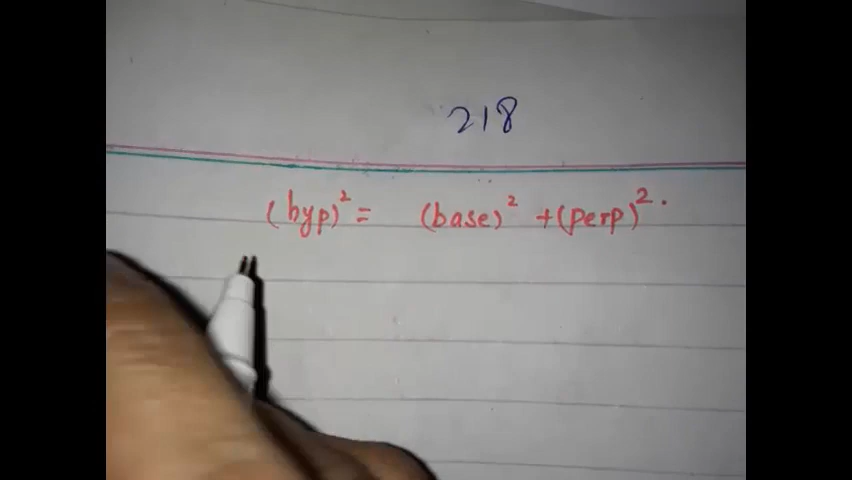 218
(hyp)² = (base)² + (perp)².